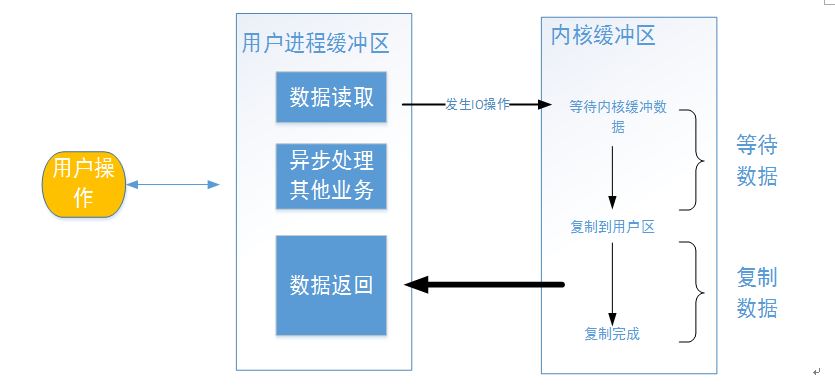 用户进程缓冲区
数据读取
异步处理
其他业务
数据返回
用户操
作
发生IO操作
内核缓冲区
等待内核缓冲数
据
复制到用户区
复制完成
等待
数据
复制
数据